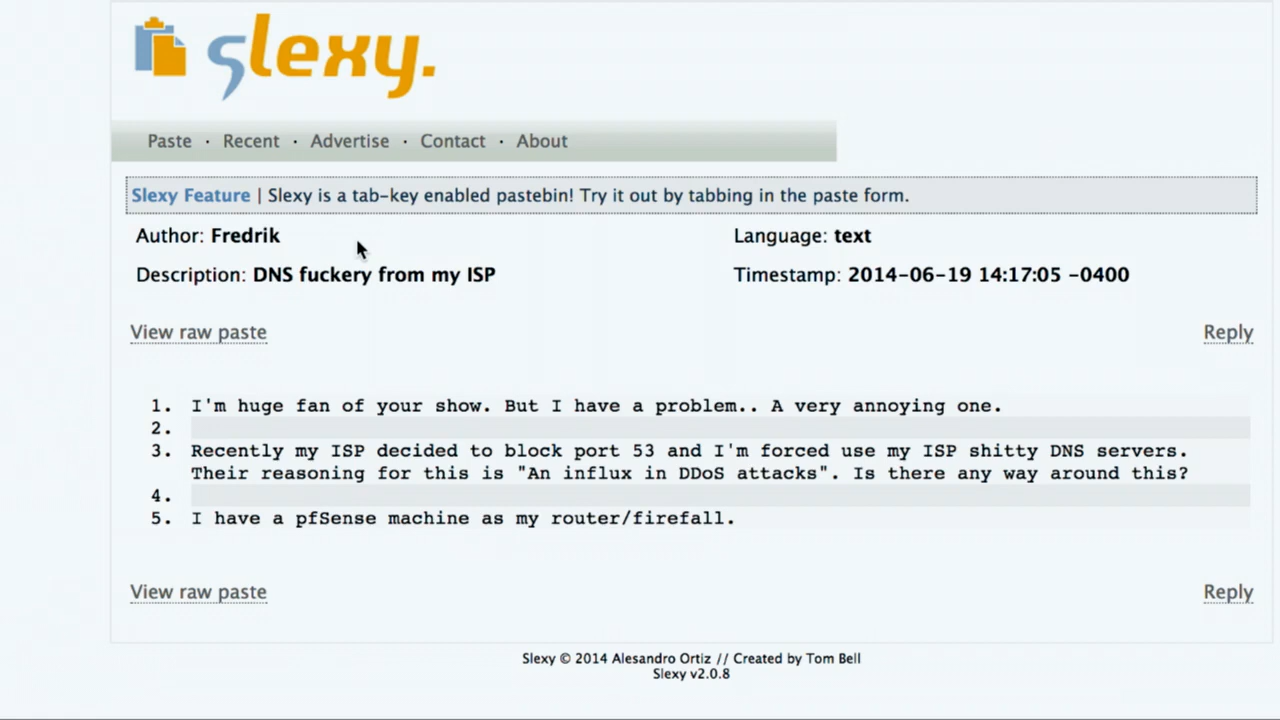 slexy.
Paste · Recent · Advertise · Contact · About
Slexy Feature | Slexy is a tab-key enabled pastebin! Try it out by tabbing in the paste form.
Author: Fredrik
Language: text
Description: DNS fuckery from my ISP
Timestamp: 2014-06-19 14:17:05 -0400
View raw paste
Reply
1. I'm huge fan of your show. But I have a problem.. A very annoying one.
2.
3. Recently my ISP decided to block port 53 and I'm forced use my ISP shitty DNS servers.
Their reasoning for this is "An influx in DDoS attacks". Is there any way around this?
4.
5. I have a pfSense machine as my router/firefall.
View raw paste
Reply
Slexy © 2014 Alesandro Ortiz // Created by Tom Bell
Slexy v2.0.8